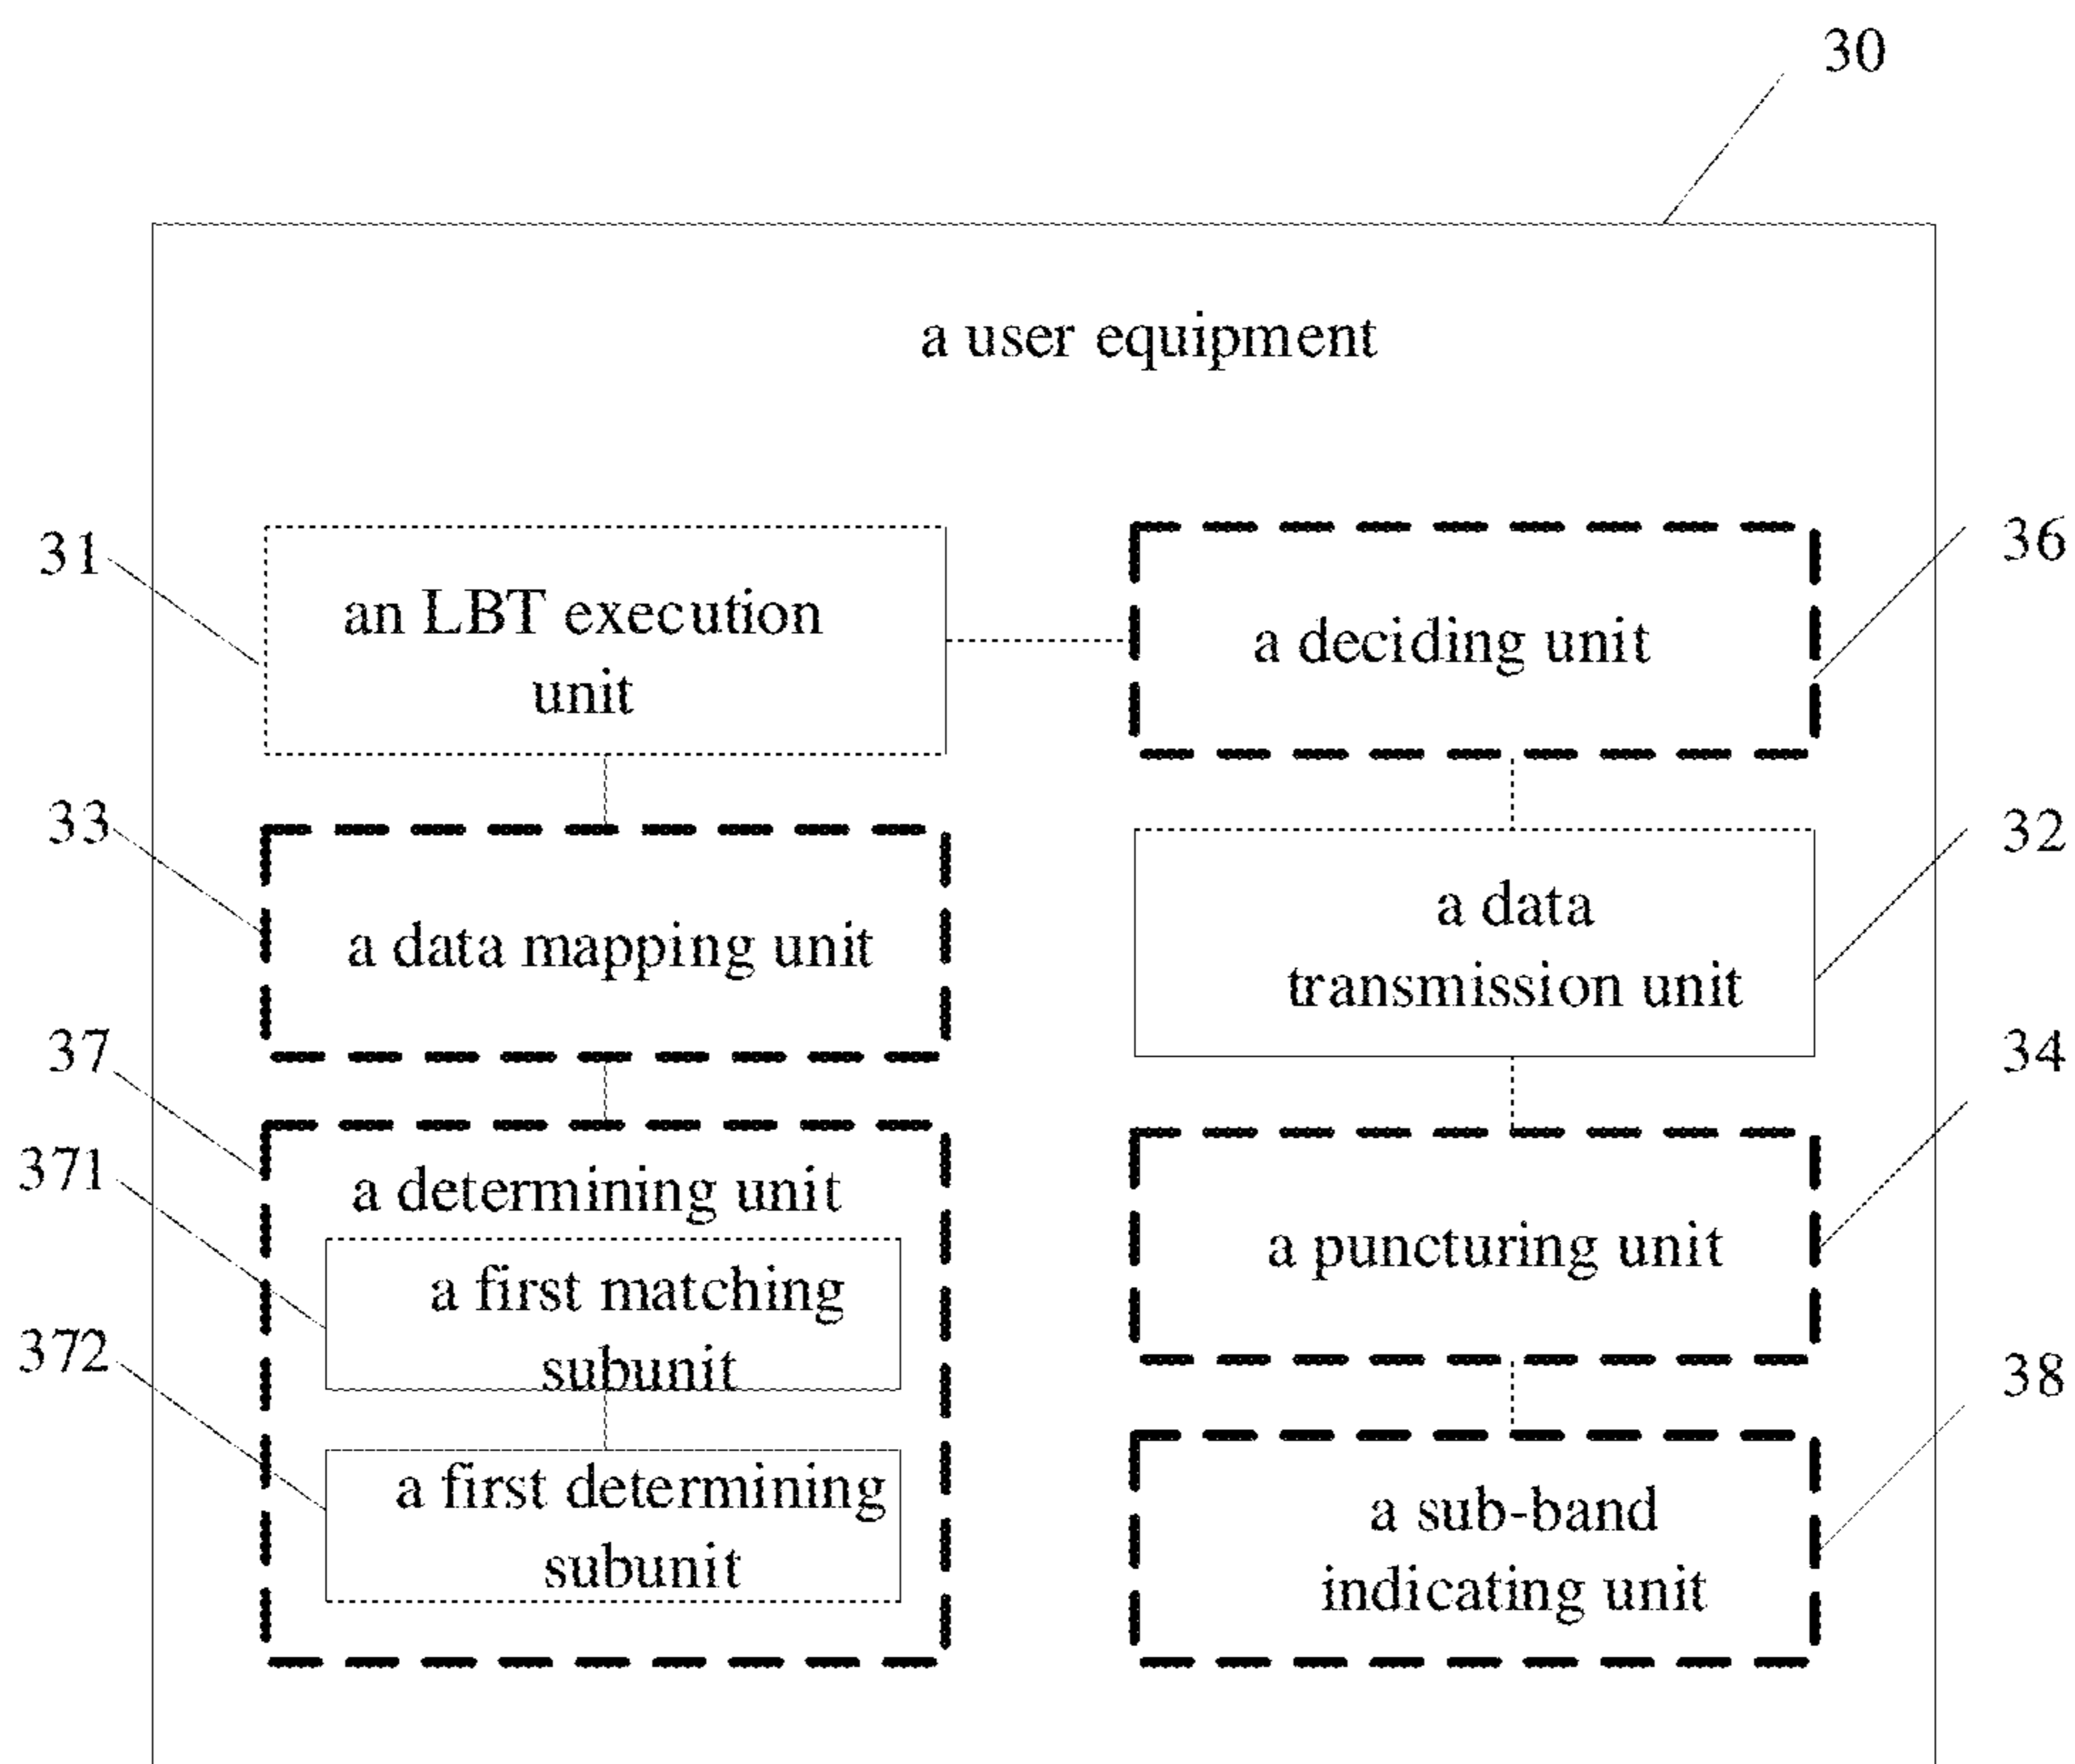 30
a user equipment
31
an LBT execution
unit
a deciding unit
36
33
a data mapping unit
a data
transmission unit
32
37
a determining unit
34
371
a first matching
subunit
a puncturing unit
372
a first determining
subunit
38
a sub-band
indicating unit